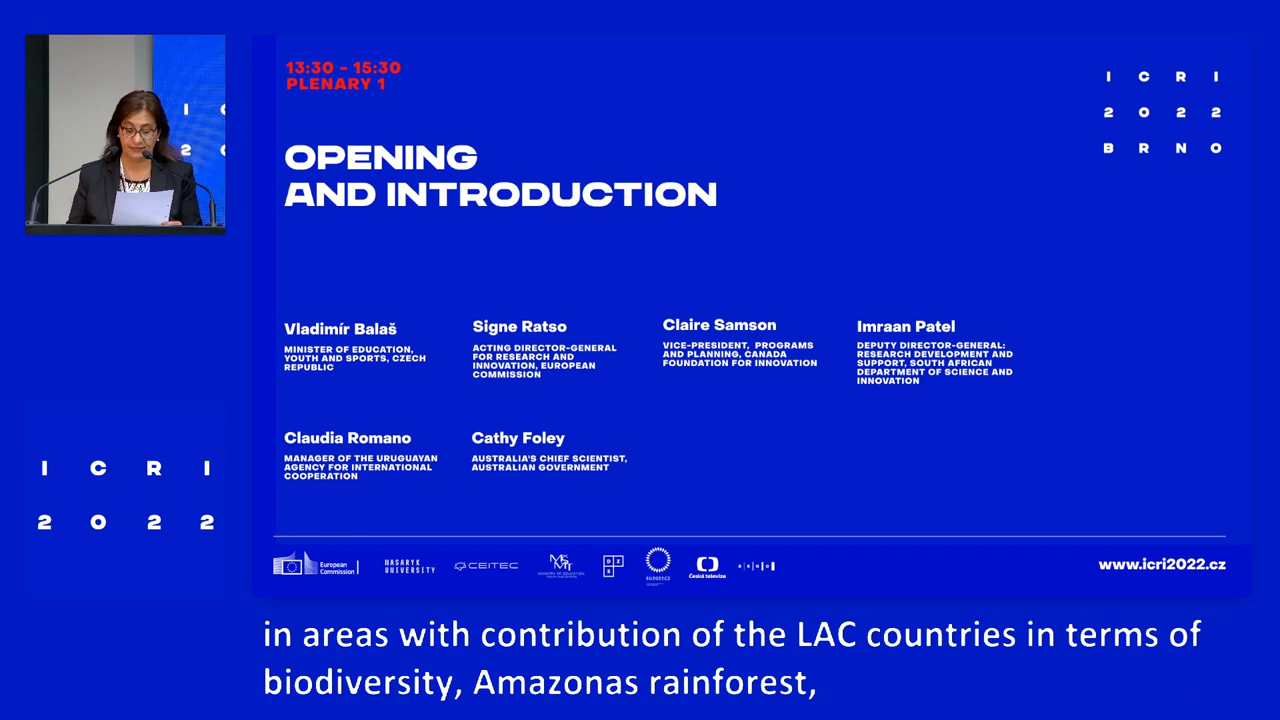 13:30 - 15:30
PLENARY 1
I C R I
2 0 2 2
B R N O
OPENING
AND INTRODUCTION
Vladimír Balaš
MINISTER OF EDUCATION,
YOUTH AND SPORTS, CZECH
REPUBLIC
Signe Ratso
ACTING DIRECTOR-GENERAL
FOR RESEARCH AND
INNOVATION, EUROPEAN
COMMISSION
Claire Samson
VICE-PRESIDENT, PROGRAMS
AND PLANNING, CANADA
FOUNDATION FOR INNOVATION
Imraan Patel
DEPUTY DIRECTOR-GENERAL:
RESEARCH DEVELOPMENT AND
SUPPORT, SOUTH AFRICAN
DEPARTMENT OF SCIENCE AND
INNOVATION
Claudia Romano
MANAGER OF THE URUGUAYAN
AGENCY FOR INTERNATIONAL
COOPERATION
Cathy Foley
AUSTRALIA'S CHIEF SCIENTIST,
AUSTRALIAN GOVERNMENT
I C R I
2 0 2 2
European
Commission
MASARYK
UNIVERSITY
CEITEC
Česká televize
B R N O
www.icri2022.cz
in areas with contribution of the LAC countries in terms of
biodiversity, Amazonas rainforest,